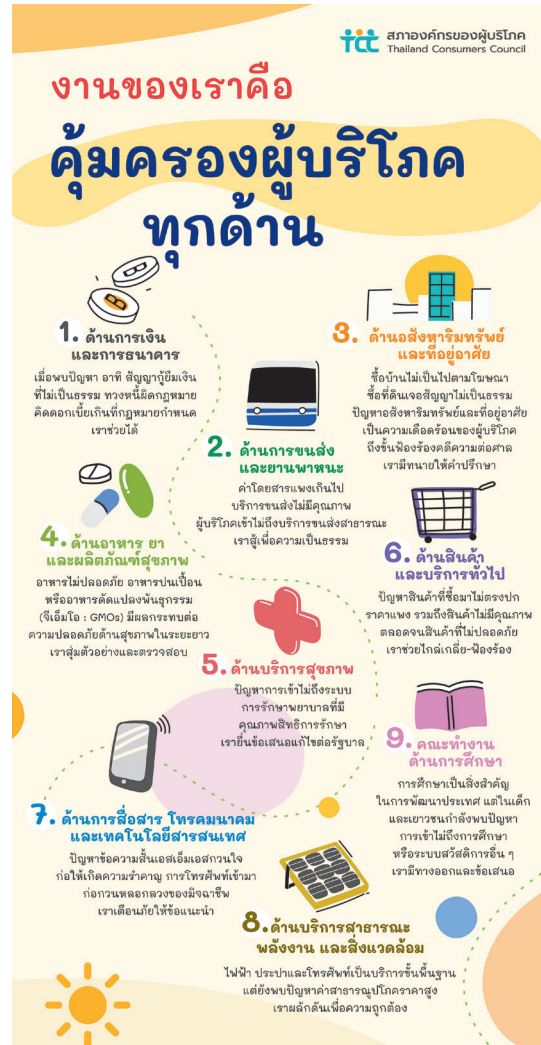 สภาองค์กรของผู้บริโภค
Thailand Consumers Council
งานของเราคือ
คุ้มครองผู้บริโภค
ทุกด้าน
1. ด้านการเงิน
และการธนาคาร
เมื่อพบปัญหา อาทิ สัญญากู้ยืมเงิน
ที่ไม่เป็นธรรม ทวงหนี้ผิดกฎหมาย
คิดดอกเบี้ยเกินที่กฎหมายกำหนด
เราช่วยได้
2. ด้านการขนส่ง
และยานพาหนะ
ค่าโดยสารแพงเกินไป
บริการขนส่งไม่มีคุณภาพ
ผู้บริโภคเข้าไม่ถึงบริการขนส่งสาธารณะ
เราสู้เพื่อความเป็นธรรม
3. ด้านอสังหาริมทรัพย์
และที่อยู่อาศัย
ซื้อบ้านไม่เป็นไปตามโฆษณา
ซื้อที่ดินเจอสัญญาไม่เป็นธรรม
ปัญหาอสังหาริมทรัพย์และที่อยู่อาศัย
เป็นความเดือดร้อนของผู้บริโภค
ถึงขั้นฟ้องร้องคดีความต่อศาล
เรามีทนายให้คำปรึกษา
4. ด้านอาหาร ยา
และผลิตภัณฑ์สุขภาพ
อาหารไม่ปลอดภัย อาหารปนเปื้อน
หรืออาหารดัดแปลงพันธุกรรม
(จีเอ็มโอ : GMOs) มีผลกระทบต่อ
ความปลอดภัยด้านสุขภาพในระยะยาว
เราสุ่มตัวอย่างและตรวจสอบ
5. ด้านบริการสุขภาพ
ปัญหาการเข้าไม่ถึงระบบ
การรักษาพยาบาลที่มี
คุณภาพสิทธิการรักษา
เรายื่นข้อเสนอแก้ไขต่อรัฐบาล
6. ด้านสินค้า
และบริการทั่วไป
ปัญหาสินค้าที่ซื้อมาไม่ตรงปก
ราคาแพง รวมถึงสินค้าไม่มีคุณภาพ
ตลอดจนสินค้าที่ไม่ปลอดภัย
เราช่วยไกล่เกลี่ย-ฟ้องร้อง
7. ด้านการสื่อสาร โทรคมนาคม
และเทคโนโลยีสารสนเทศ
ปัญหาข้อความสั้นเอสเอ็มเอสกวนใจ
ก่อให้เกิดความรำคาญ การโทรศัพท์เข้ามา
ก่อกวนหลอกลวงของมิจฉาชีพ
เราเตือนภัยให้ข้อแนะนำ
8. ด้านบริการสาธารณะ
พลังงาน และสิ่งแวดล้อม
ไฟฟ้า ประปาและโทรศัพท์เป็นบริการขั้นพื้นฐาน
แต่ยังพบปัญหาค่าสาธารณูปโภคราคาสูง
เราผลักดันเพื่อความถูกต้อง
9. คณะทำงาน
ด้านการศึกษา
การศึกษาเป็นสิ่งสำคัญ
ในการพัฒนาประเทศ แต่ในเด็ก
และเยาวชนกำลังพบปัญหา
การเข้าไม่ถึงการศึกษา
หรือระบบสวัสดิการอื่น ๆ
เรามีทางออกและข้อเสนอ